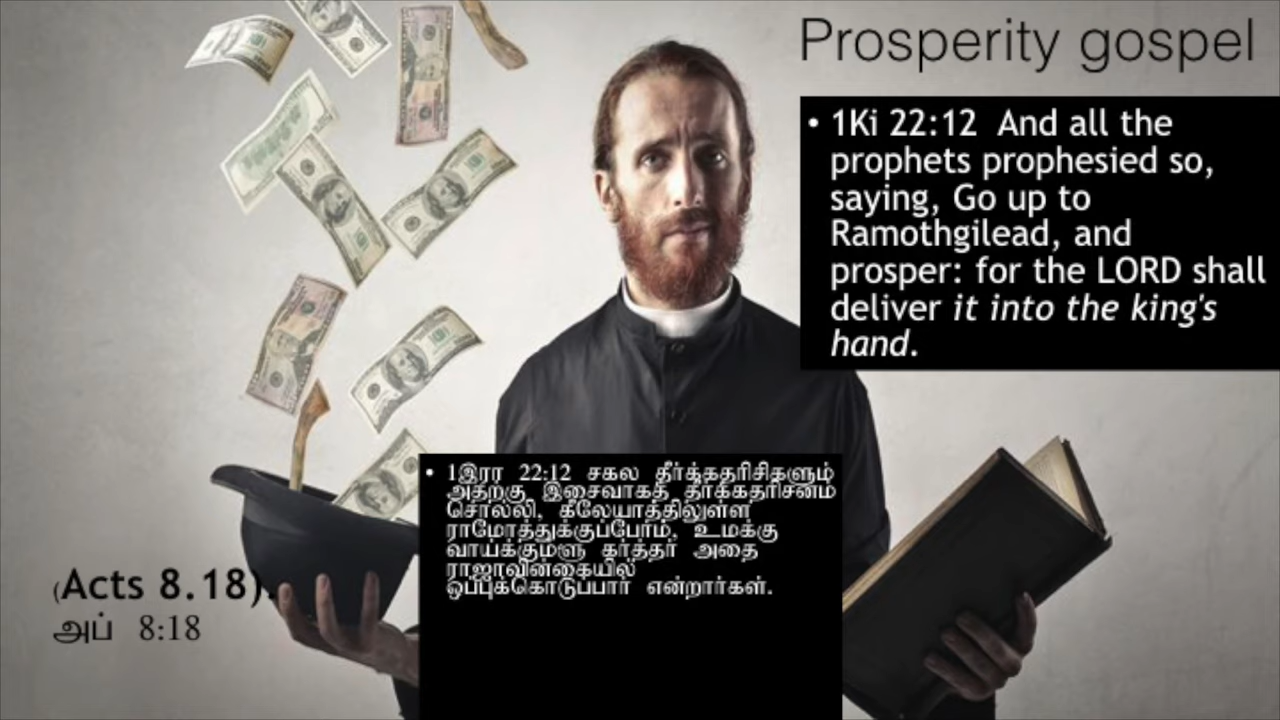 Prosperity gospel
• 1Ki 22:12 And all the
prophets prophesied so,
saying, Go up to
Ramothgilead, and
prosper: for the LORD shall
deliver it into the king's
hand.
• 1இரா 22:12 சகல தீர்க்கதரிசிகளும்
அதற்கு இசைவாகத் தீர்க்கதரிசனம்
சொல்லி, கீலேயாத்திலுள்ள
ராமோத்துக்குப்போம், உமக்கு
வாய்க்கும், கர்த்தர் அதை
ராஜாவின்கையில்
ஒப்புக்கொடுப்பார் என்றார்கள்.
(Acts 8.18).
அப் 8:18